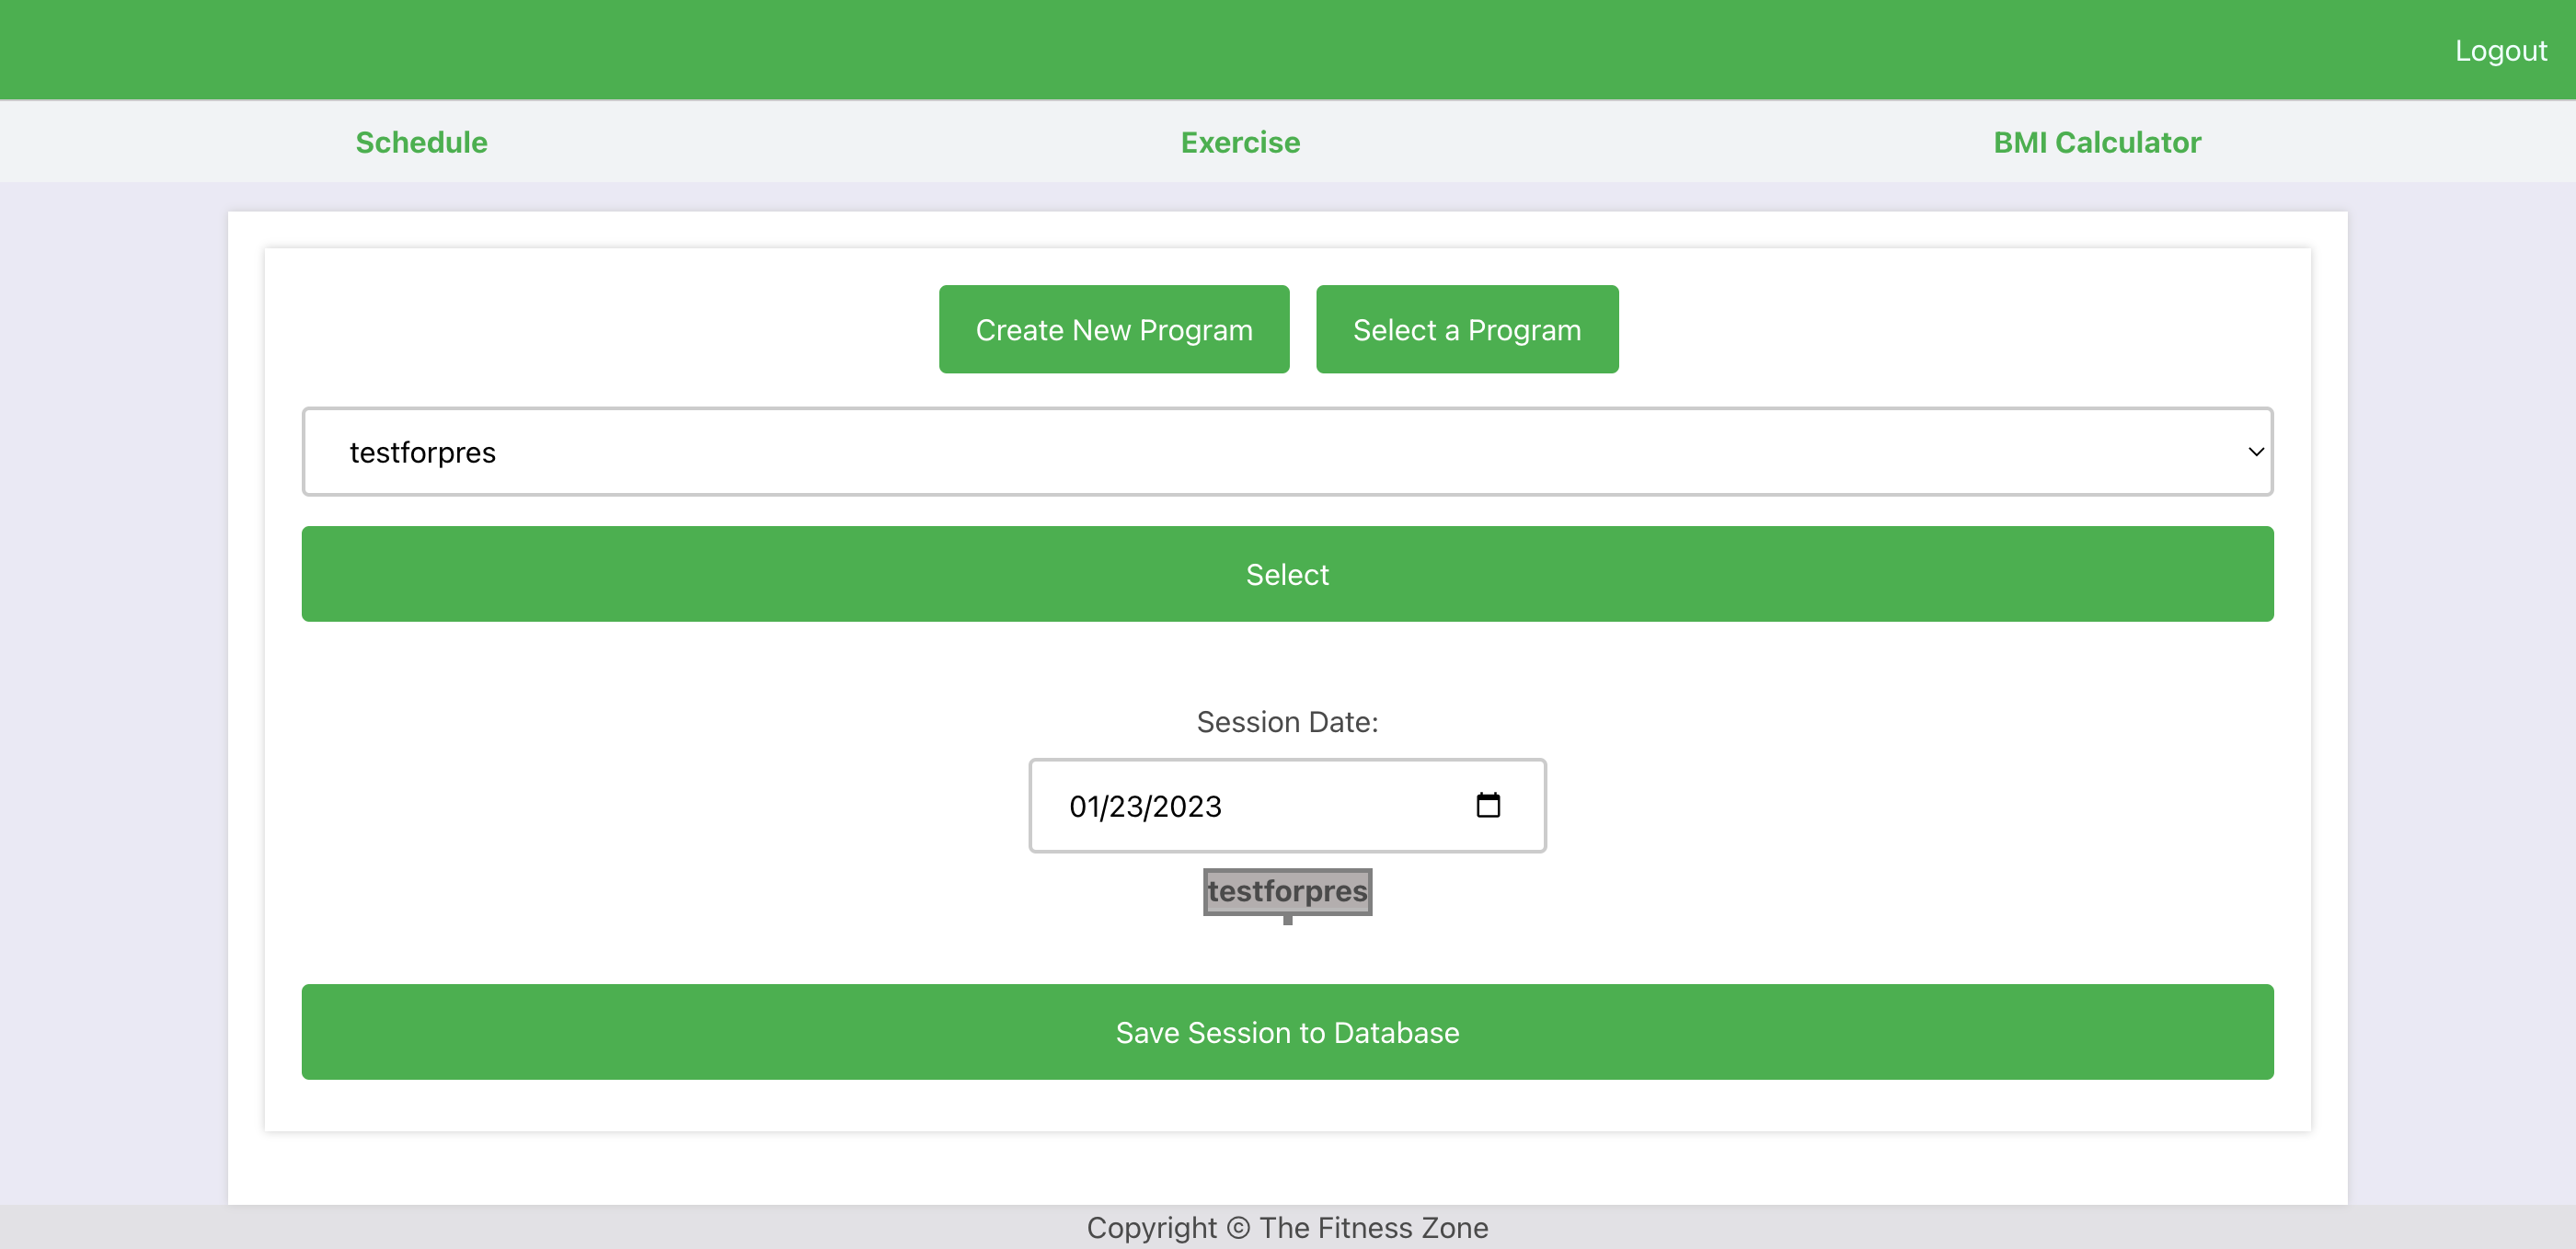 Logout
Schedule Exercise BMI Calculator
Create New Program Select a Program
testforpres
Select
Session Date:
01/23/2023
testforpres
Save Session to Database
Copyright © The Fitness Zone